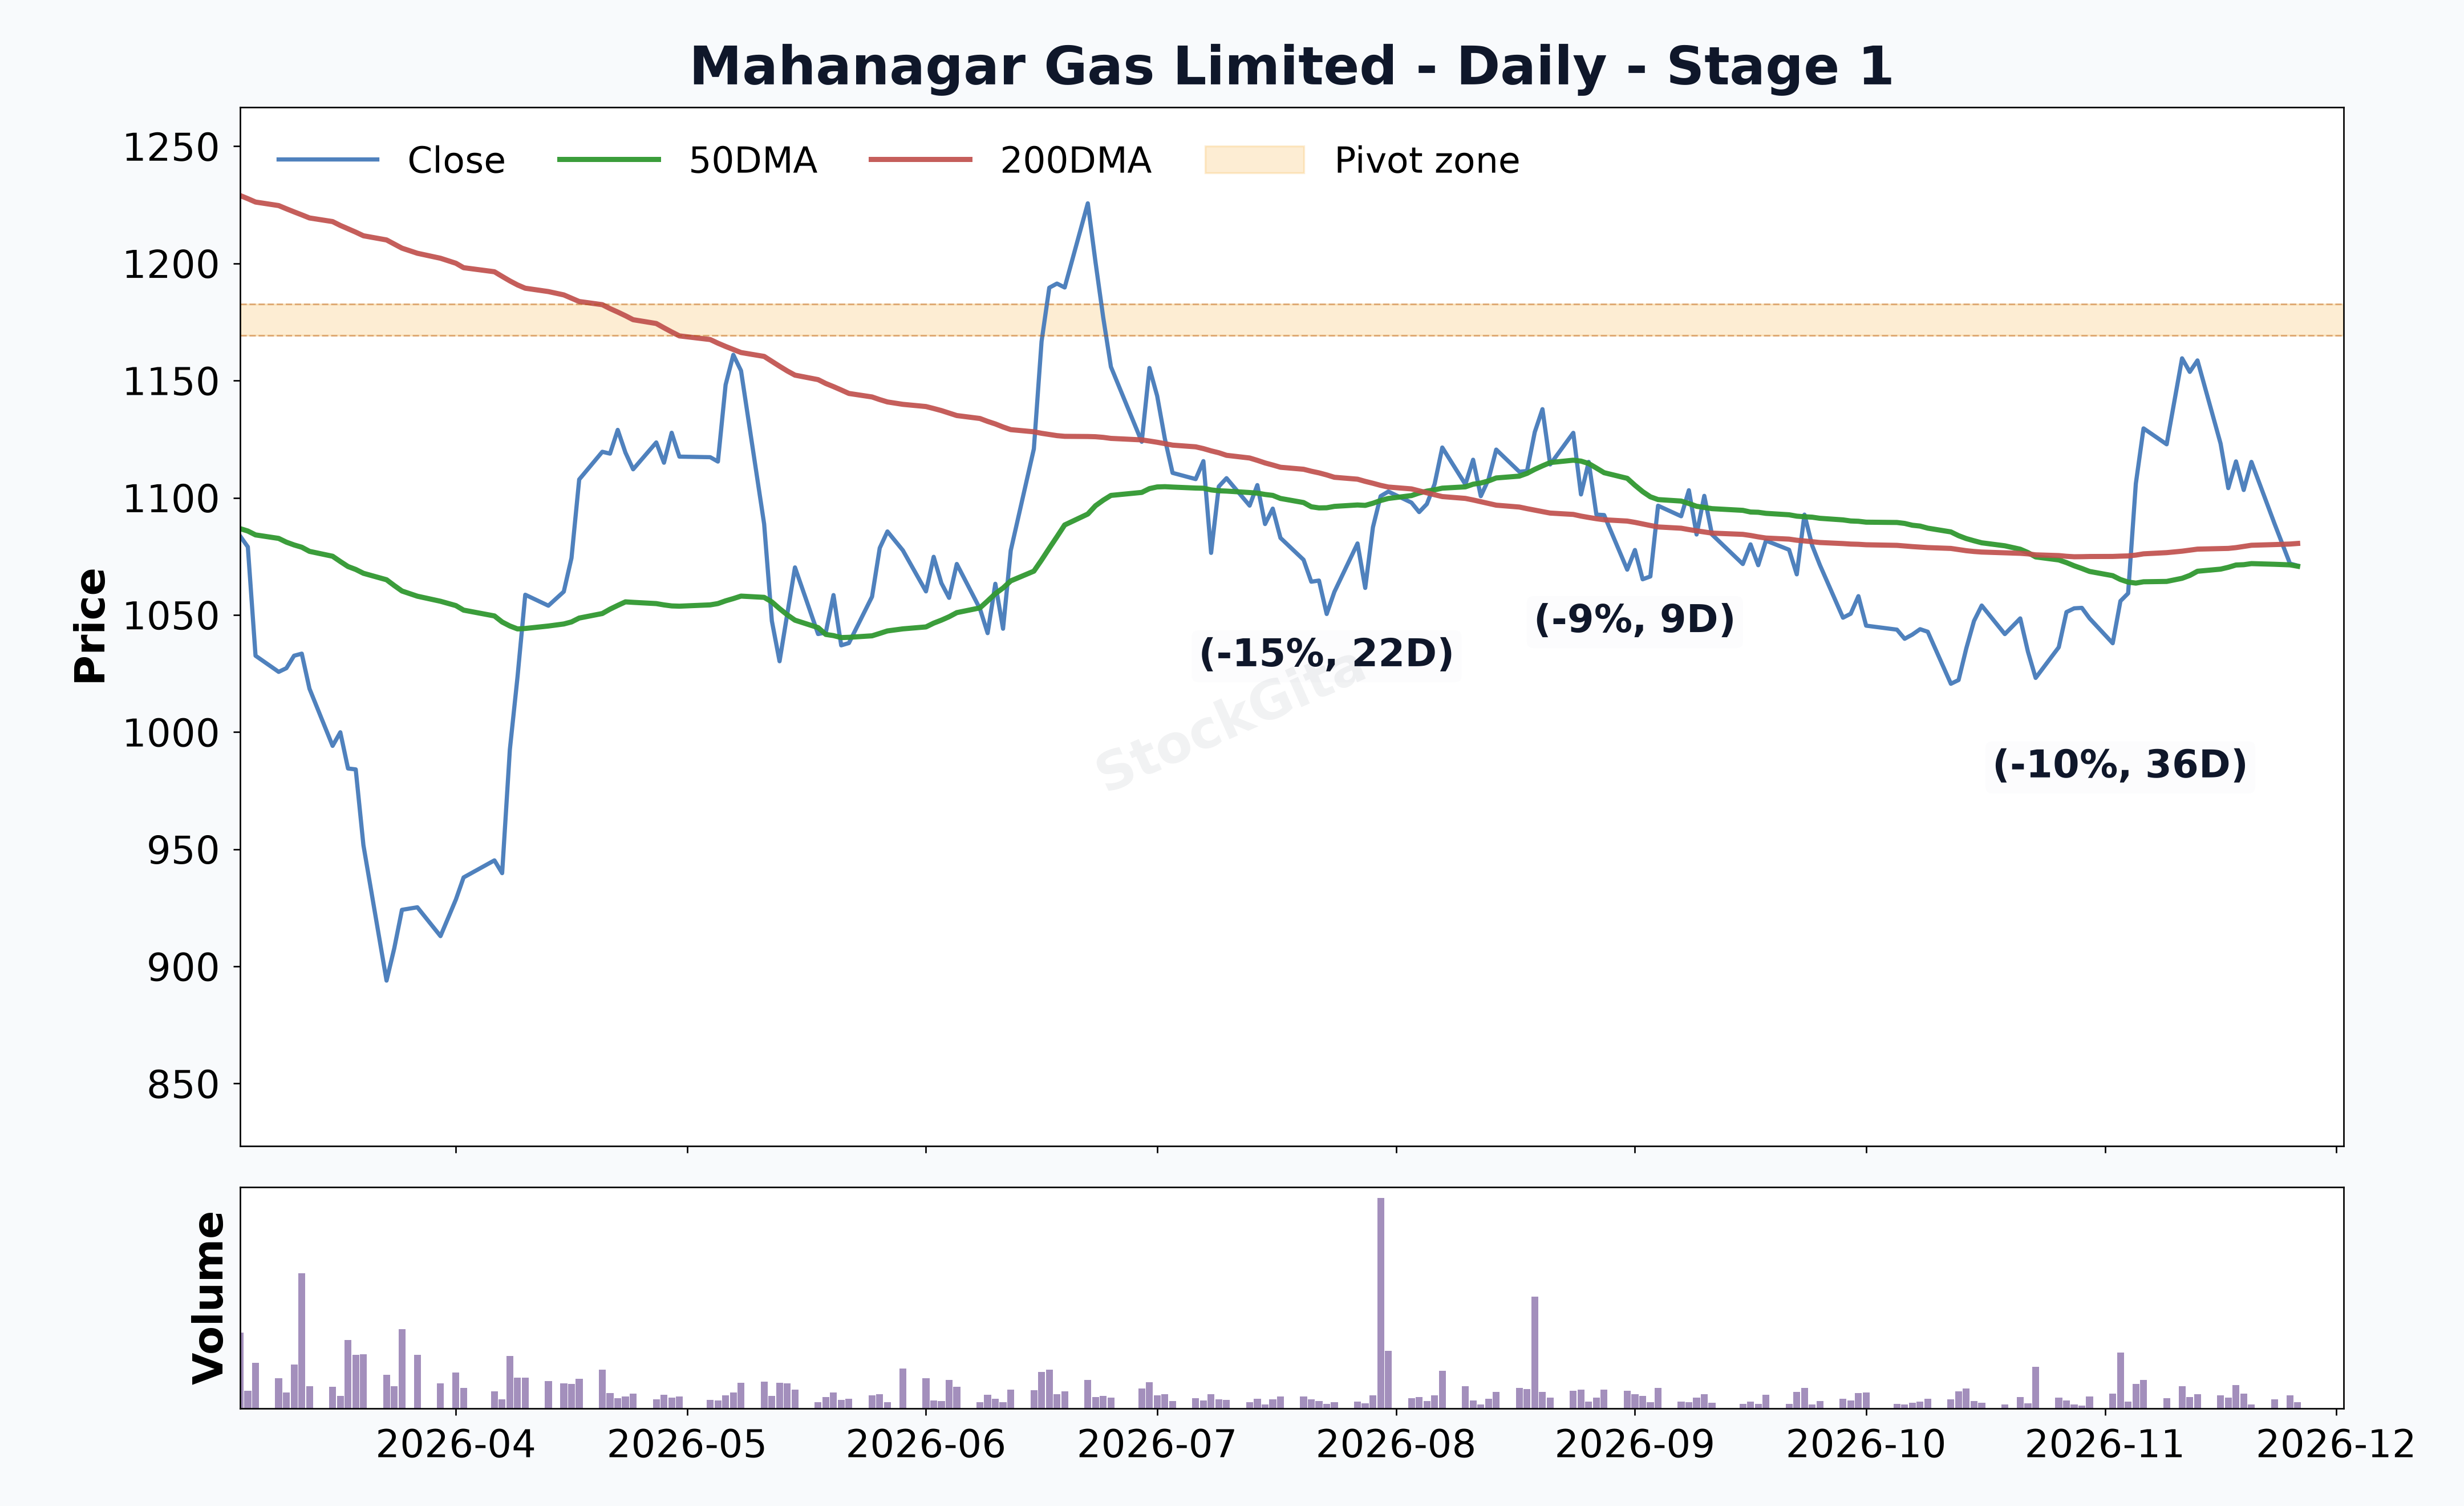 Mahanagar Gas Limited - Daily - Stage 1
Close 50DMA 200DMA Pivot zone
Price
1250
1200
1150
1100
1050
1000
950
900
850
(-15%, 22D)
(-9%, 9D)
(-10%, 36D)
StockGita
Volume
2026-04 2026-05 2026-06 2026-07 2026-08 2026-09 2026-10 2026-11 2026-12